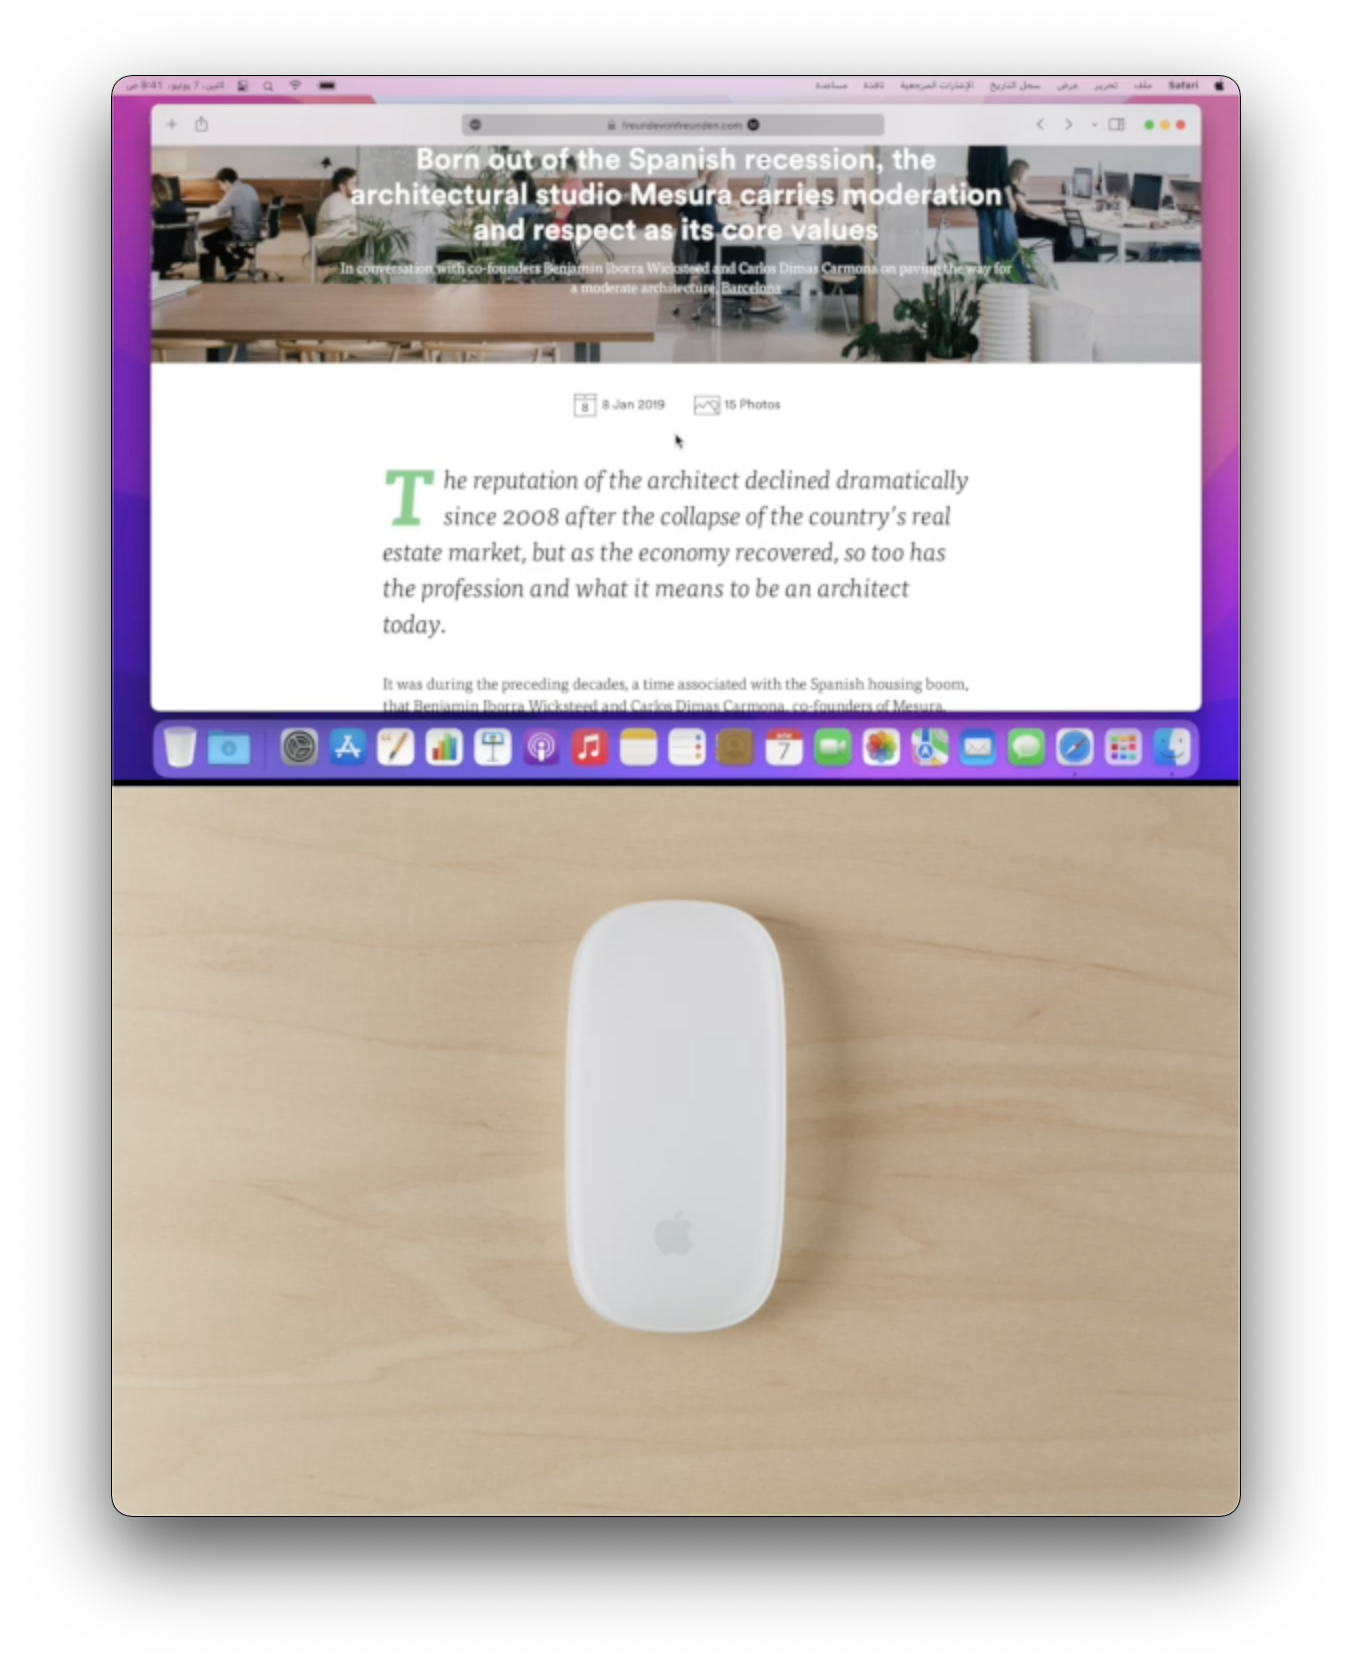 Safari ملف تحرير عرض سجل التاريخ الإشارات المرجعية نافذة مساعدة
7 يونيو، 9:41 ص
freundevonfreunden.com
Born out of the Spanish recession, the
architectural studio Mesura carries moderation
and respect as its core values
In conversation with co-founders Benjamin Iborra Wicksteed and Carlos Dimas Carmona on paving the way for
a moderate architecture, Barcelona
8 8 Jan 2019 15 Photos
The reputation of the architect declined dramatically
since 2008 after the collapse of the country's real
estate market, but as the economy recovered, so too has
the profession and what it means to be an architect
today.
It was during the preceding decades, a time associated with the Spanish housing boom,
that Benjamin Iborra Wicksteed and Carlos Dimas Carmona, co-founders of Mesura,
7